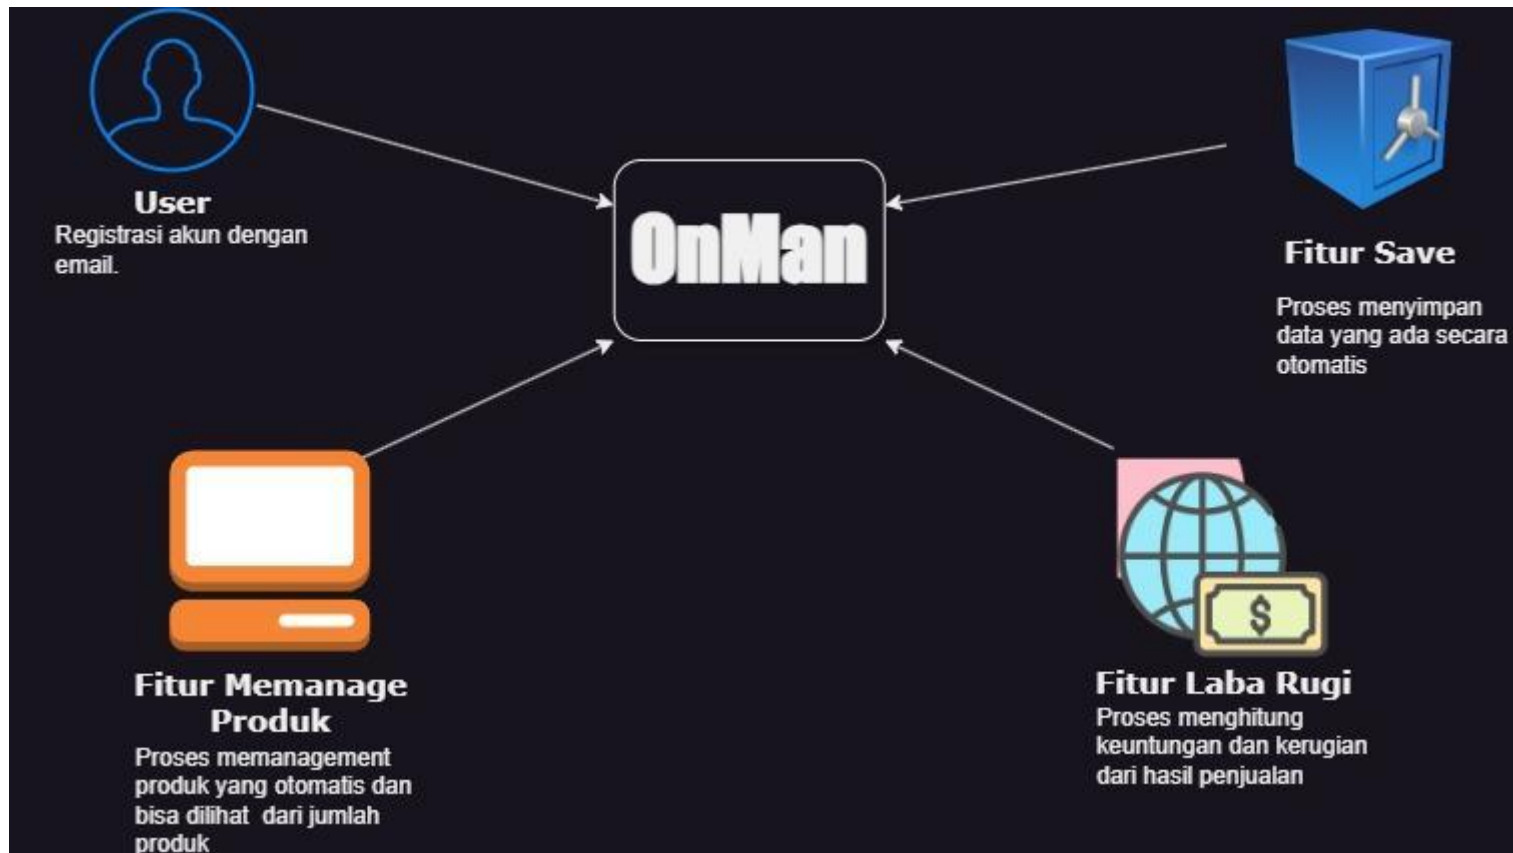 User
Registrasi akun dengan
email.
OnMan
Fitur Save
Proses menyimpan
data yang ada secara
otomatis
Fitur Memanage
Produk
Proses memanagement
produk yang otomatis dan
bisa dilihat dari jumlah
produk
$
Fitur Laba Rugi
Proses menghitung
keuntungan dan kerugian
dari hasil penjualan